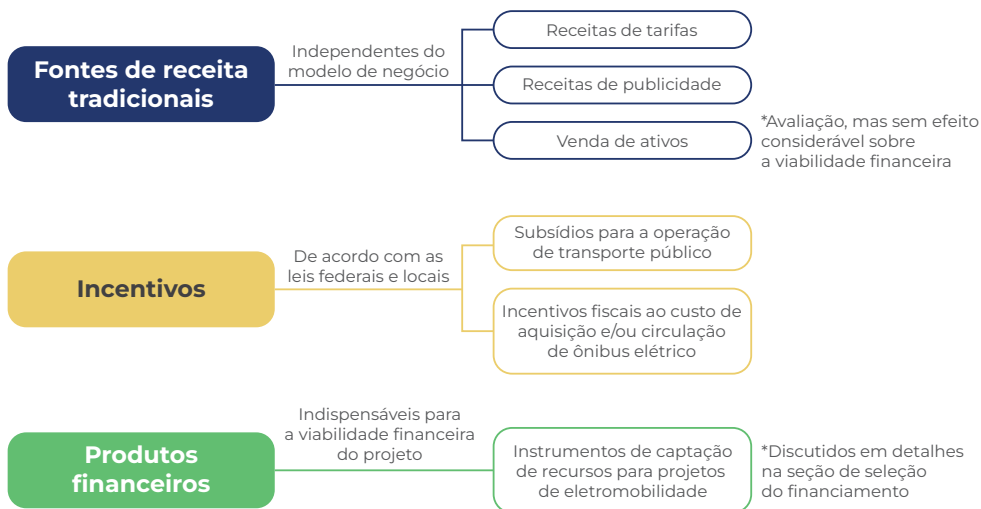 Fontes de receita
tradicionais
Independentes do
modelo de negócio
Receitas de tarifas
Receitas de publicidade
Venda de ativos
*Avaliação, mas sem efeito
considerável sobre
a viabilidade financeira
Incentivos
De acordo com as
leis federais e locais
Subsídios para a operação
de transporte público
Incentivos fiscais ao custo de
aquisição e/ou circulação
de ônibus elétrico
Produtos
financeiros
Indispensáveis para
a viabilidade financeira
do projeto
Instrumentos de captação
de recursos para projetos
de eletromobilidade
*Discutidos em detalhes
na seção de seleção
do financiamento